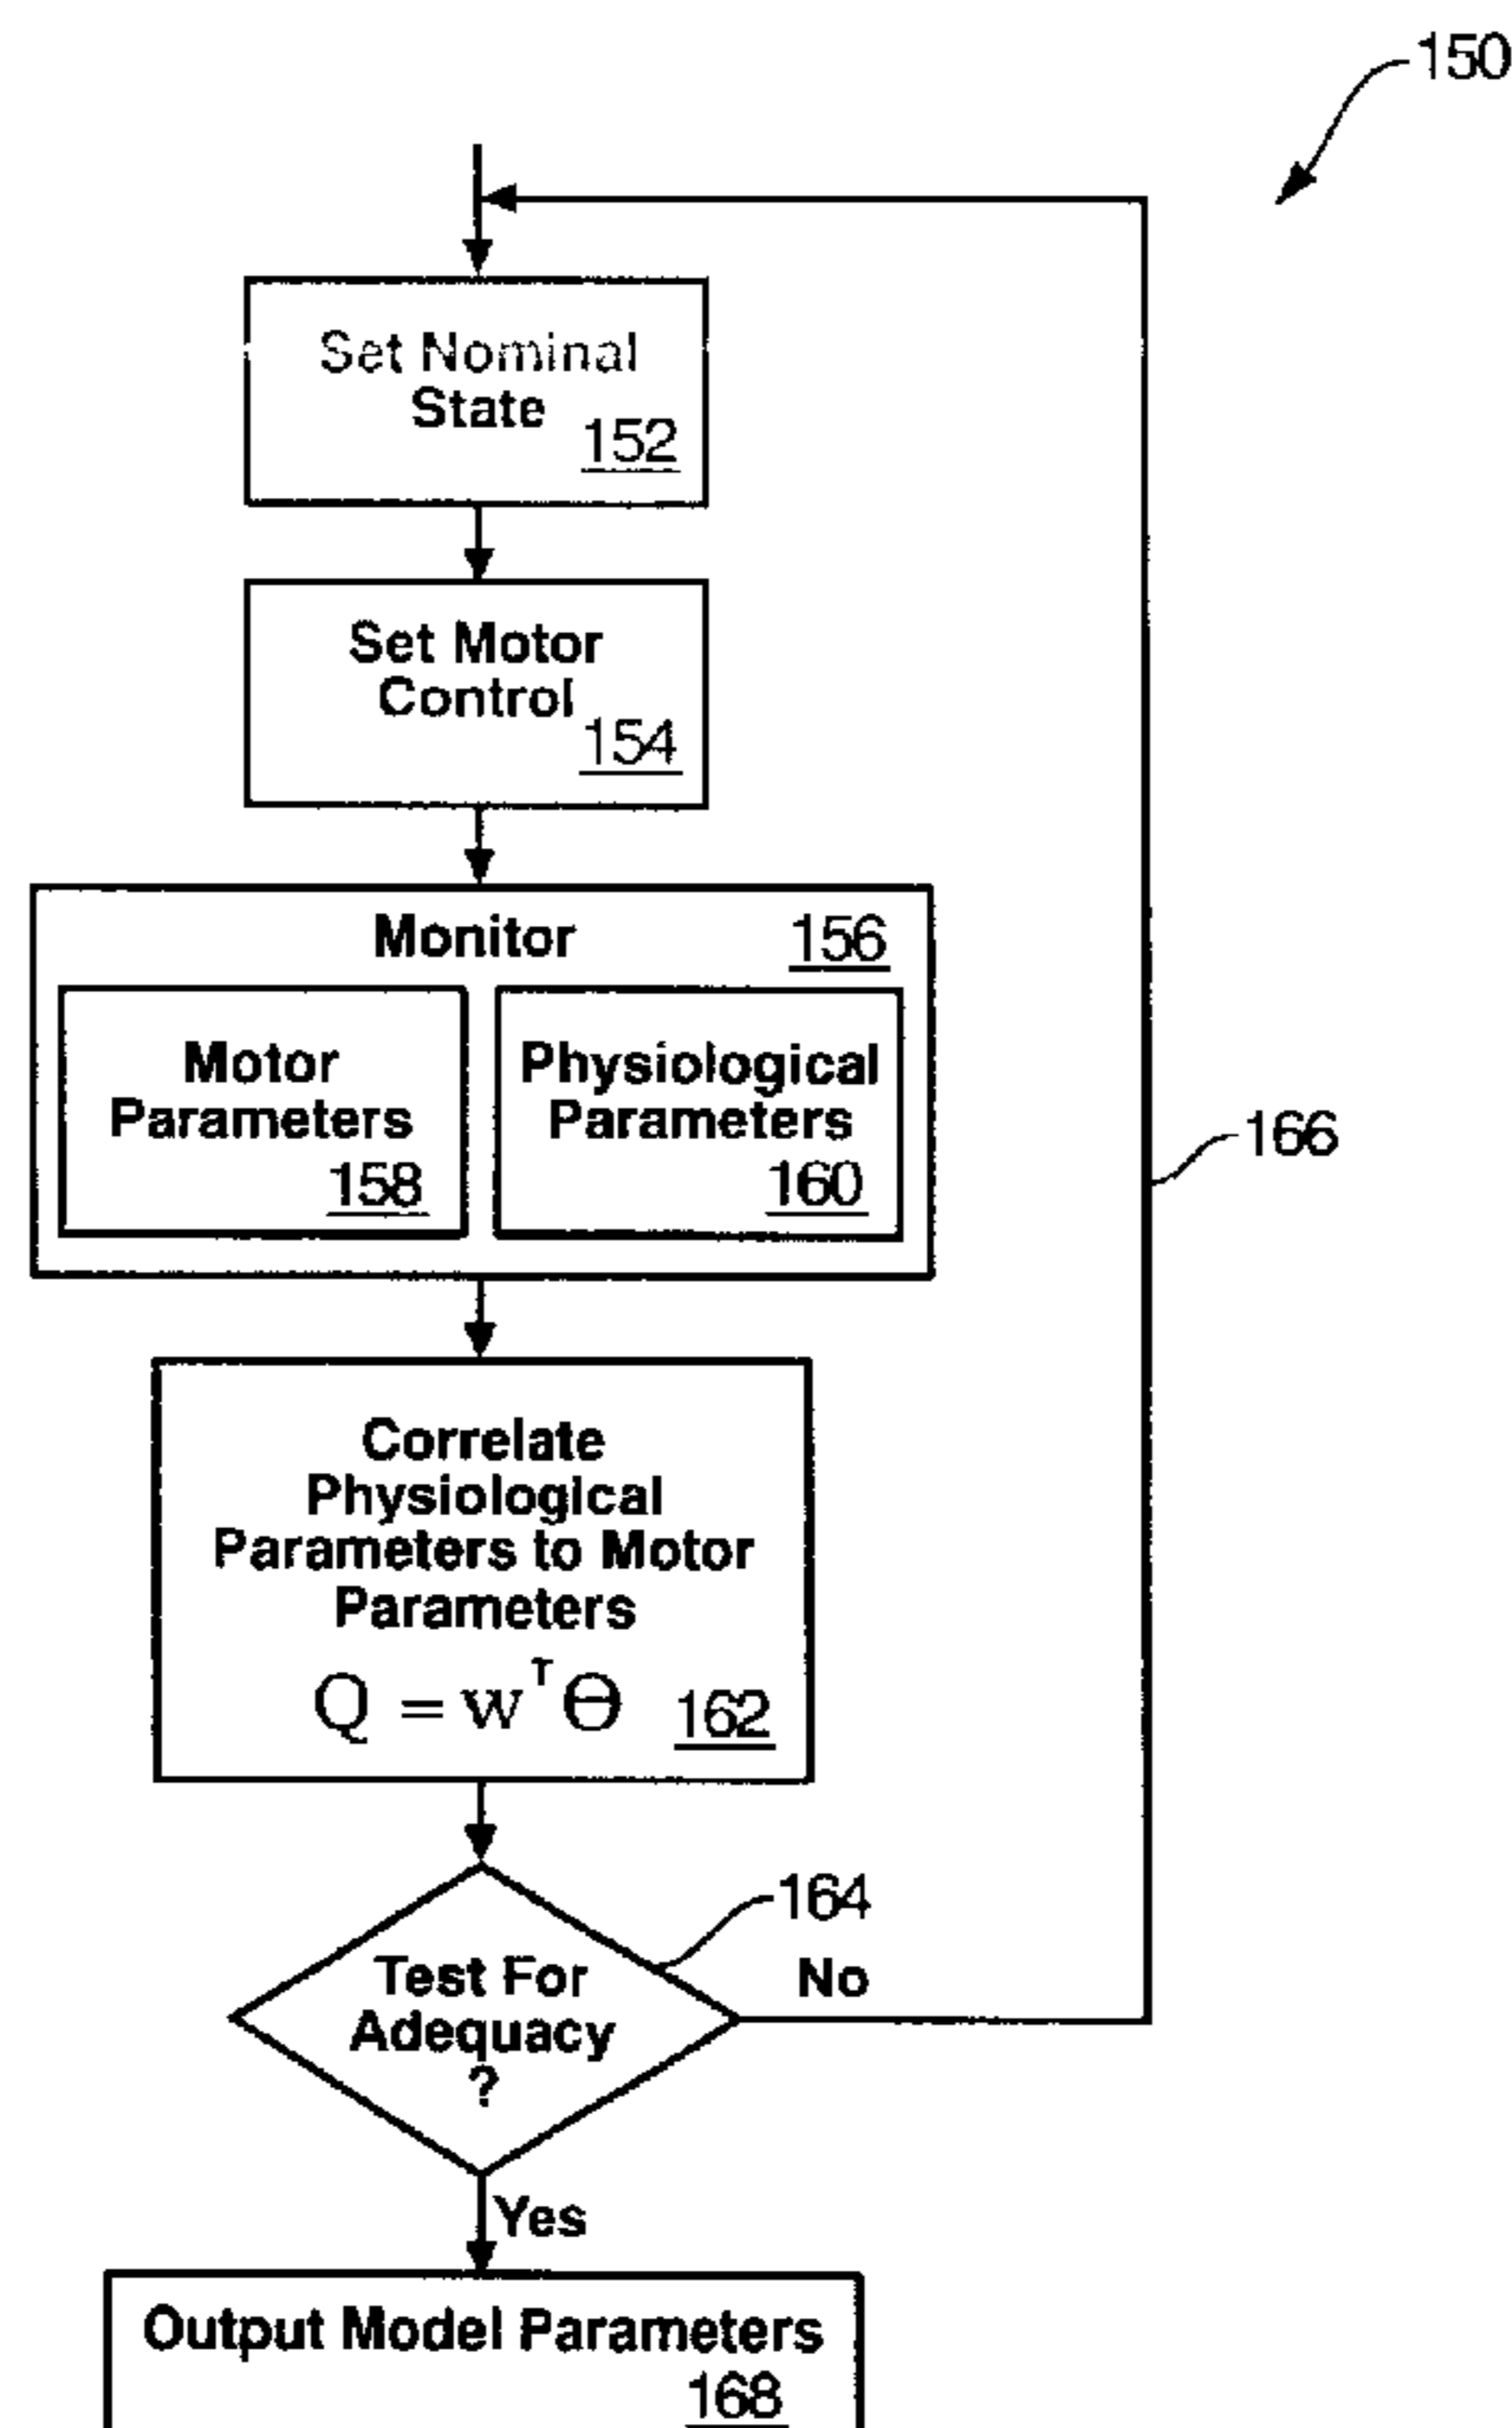 150
Set Nominal
State
152
Set Motor
Control
154
Monitor
156
Motor
Parameters
158
Physiological
Parameters
160
166
Correlate
Physiological
Parameters to Motor
Parameters
Q = wᵀΘ
162
164
Test For
Adequacy
?
No
Yes
Output Model Parameters
168